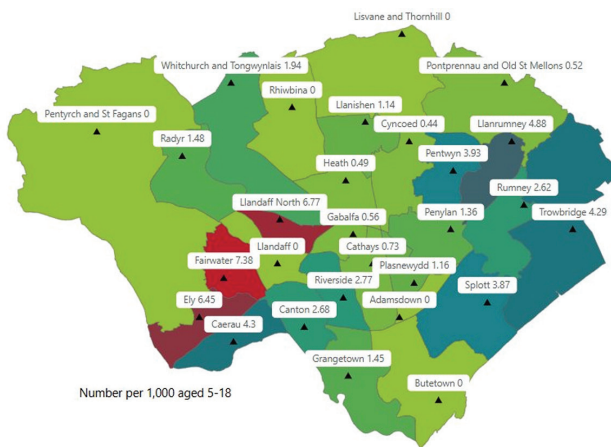 Lisvane and Thornhill 0
Whitchurch and Tongwynlais 1.94
Pontprennau and Old St Mellons 0.52
Rhiwbina 0
Llanishen 1.14
Pentyrch and St Fagans 0
Cyncoed 0.44
Llanrumney 4.88
Radyr 1.48
Pentwyn 3.93
Heath 0.49
Rumney 2.62
Llandaff North 6.77
Gabalfa 0.56
Penylan 1.36
Trowbridge 4.29
Llandaff 0
Cathays 0.73
Fairwater 7.38
Plasnewydd 1.16
Riverside 2.77
Splott 3.87
Ely 6.45
Canton 2.68
Adamsdown 0
Caerau 4.3
Grangetown 1.45
Butetown 0
Number per 1,000 aged 5-18